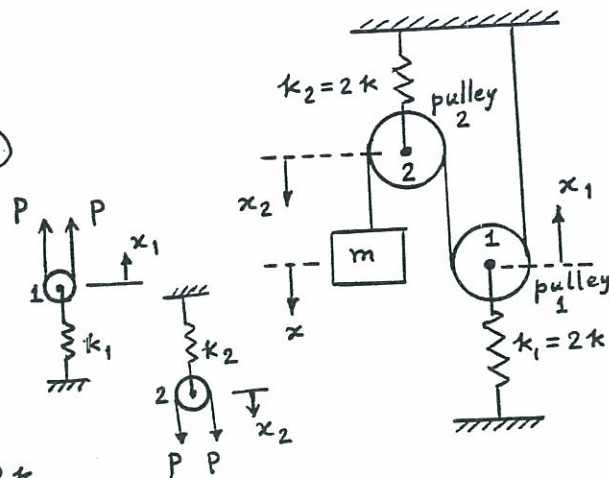 k₂ = 2k
pulley
2
2
x₂
m
x
x₁
1
pulley
1
k₁ = 2k
P P
x₁
1
k₁
k₂
2
x₂
P P